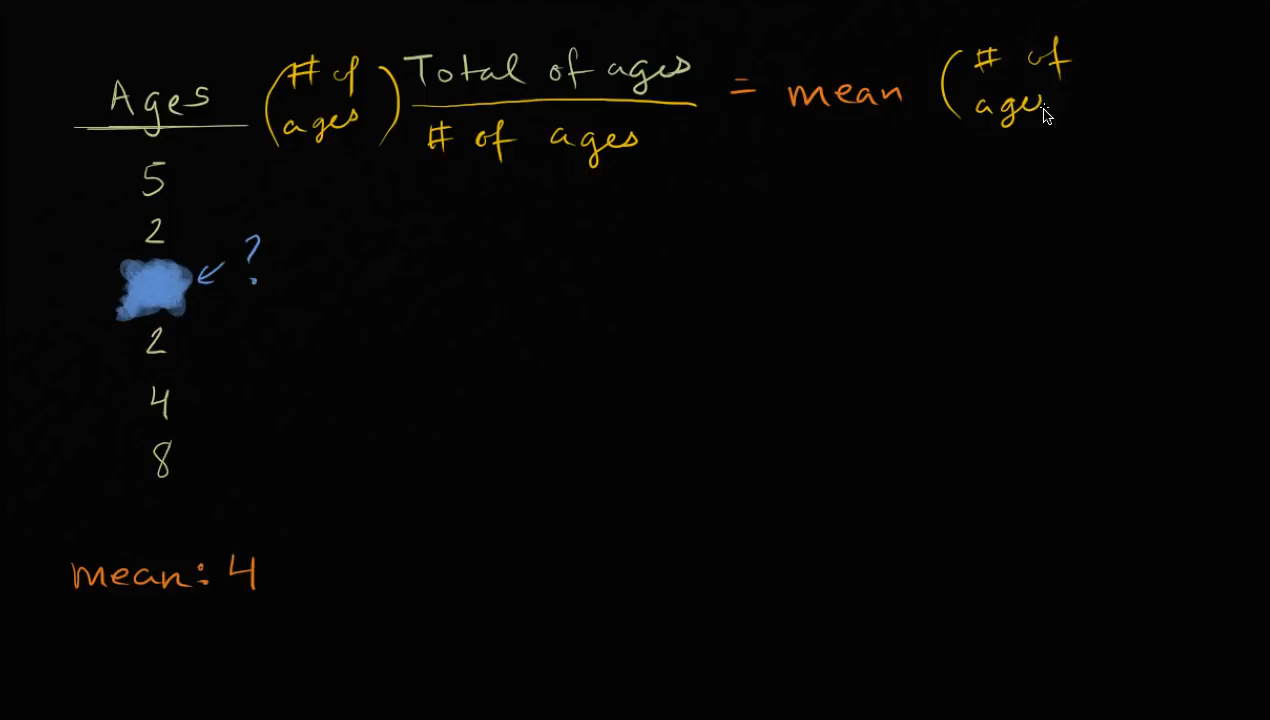 Ages
5
2
?
2
4
8
mean: 4
(# of
ages)
Total of ages
# of ages
= mean
(# of
ages